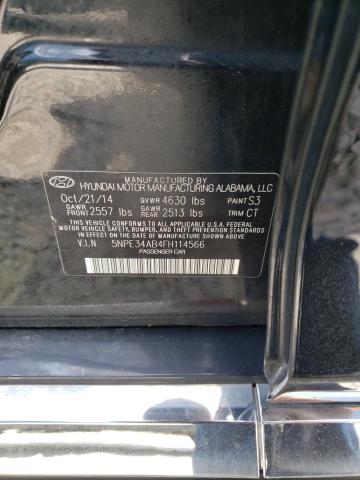 MANUFACTURED BY
HYUNDAI MOTOR MANUFACTURING ALABAMA, LLC
Oct/21/14 GVWR 4630 lbs PAINT S3
GAWR FRONT 2557 lbs GAWR REAR 2513 lbs TRIM CT
THIS VEHICLE CONFORMS TO ALL APPLICABLE FEDERAL
MOTOR VEHICLE SAFETY, BUMPER, AND THEFT PREVENTION
STANDARDS IN EFFECT ON THE DATE OF MANUFACTURE
SHOWN ABOVE.
V.I.N 5NPE34AB4FH114566
PASSENGER CAR